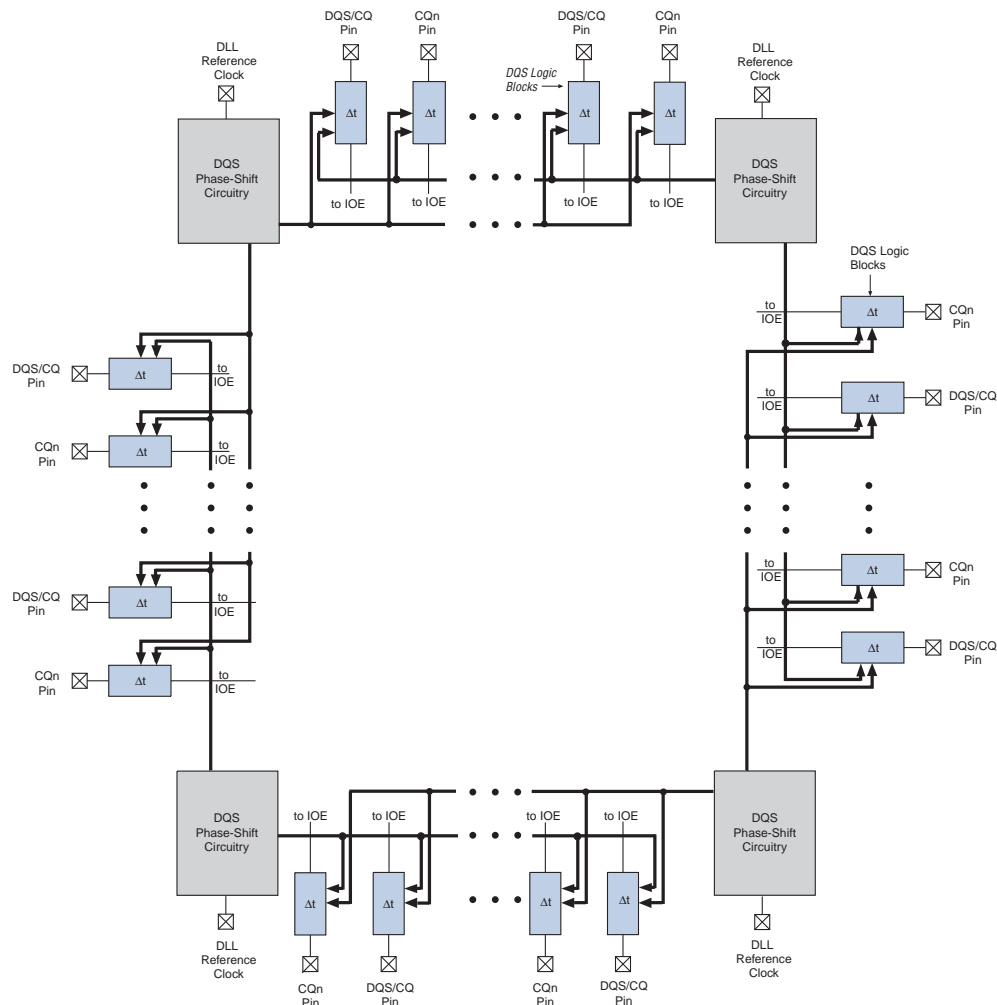 DQS/CQ
Pin
CQn
Pin
DQS/CQ
Pin
CQn
Pin
DLL
Reference
Clock
DLL
Reference
Clock
DQS Logic
Blocks
Δt
Δt
Δt
Δt
DQS
Phase-Shift
Circuitry
DQS
Phase-Shift
Circuitry
to IOE
to IOE
to IOE
to IOE
DQS Logic
Blocks
to
IOE
Δt
CQn
Pin
DQS/CQ
Pin
Δt
to
IOE
to
IOE
Δt
DQS/CQ
Pin
CQn
Pin
Δt
to
IOE
to
IOE
Δt
CQn
Pin
DQS/CQ
Pin
Δt
to
IOE
to
IOE
Δt
DQS/CQ
Pin
CQn
Pin
Δt
to
IOE
DQS
Phase-Shift
Circuitry
DQS
Phase-Shift
Circuitry
to IOE
to IOE
to IOE
to IOE
Δt
Δt
Δt
Δt
DLL
Reference
Clock
DLL
Reference
Clock
CQn
Pin
DQS/CQ
Pin
CQn
Pin
DQS/CQ
Pin